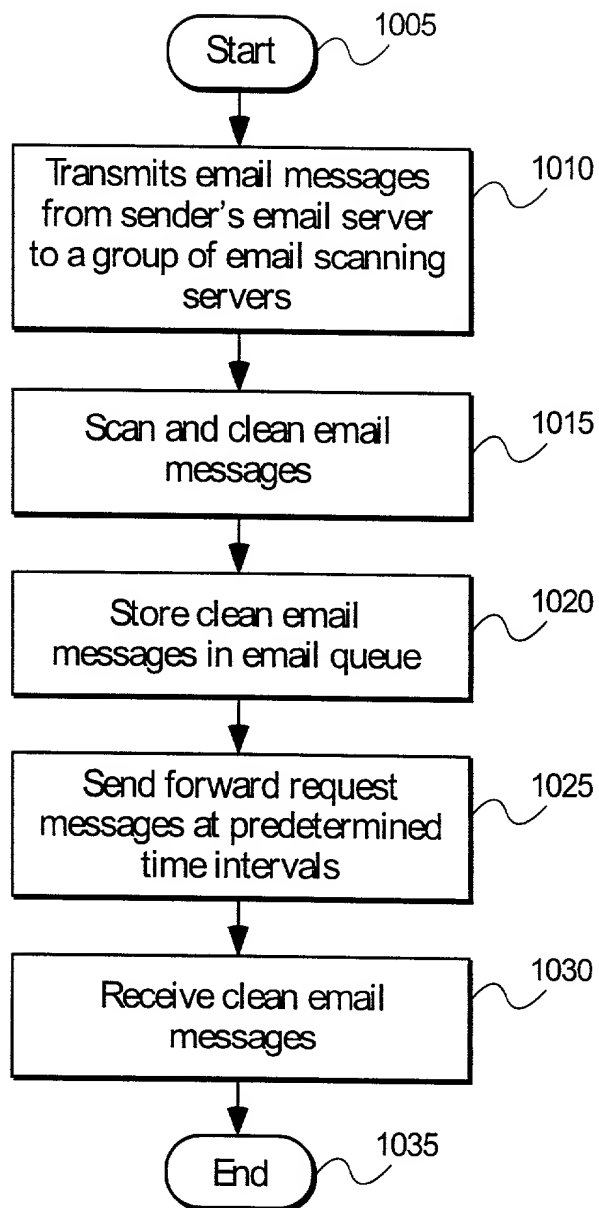 Start
1005
Transmits email messages
from sender's email server
to a group of email scanning
servers
1010
Scan and clean email
messages
1015
Store clean email
messages in email queue
1020
Send forward request
messages at predetermined
time intervals
1025
Receive clean email
messages
1030
End
1035